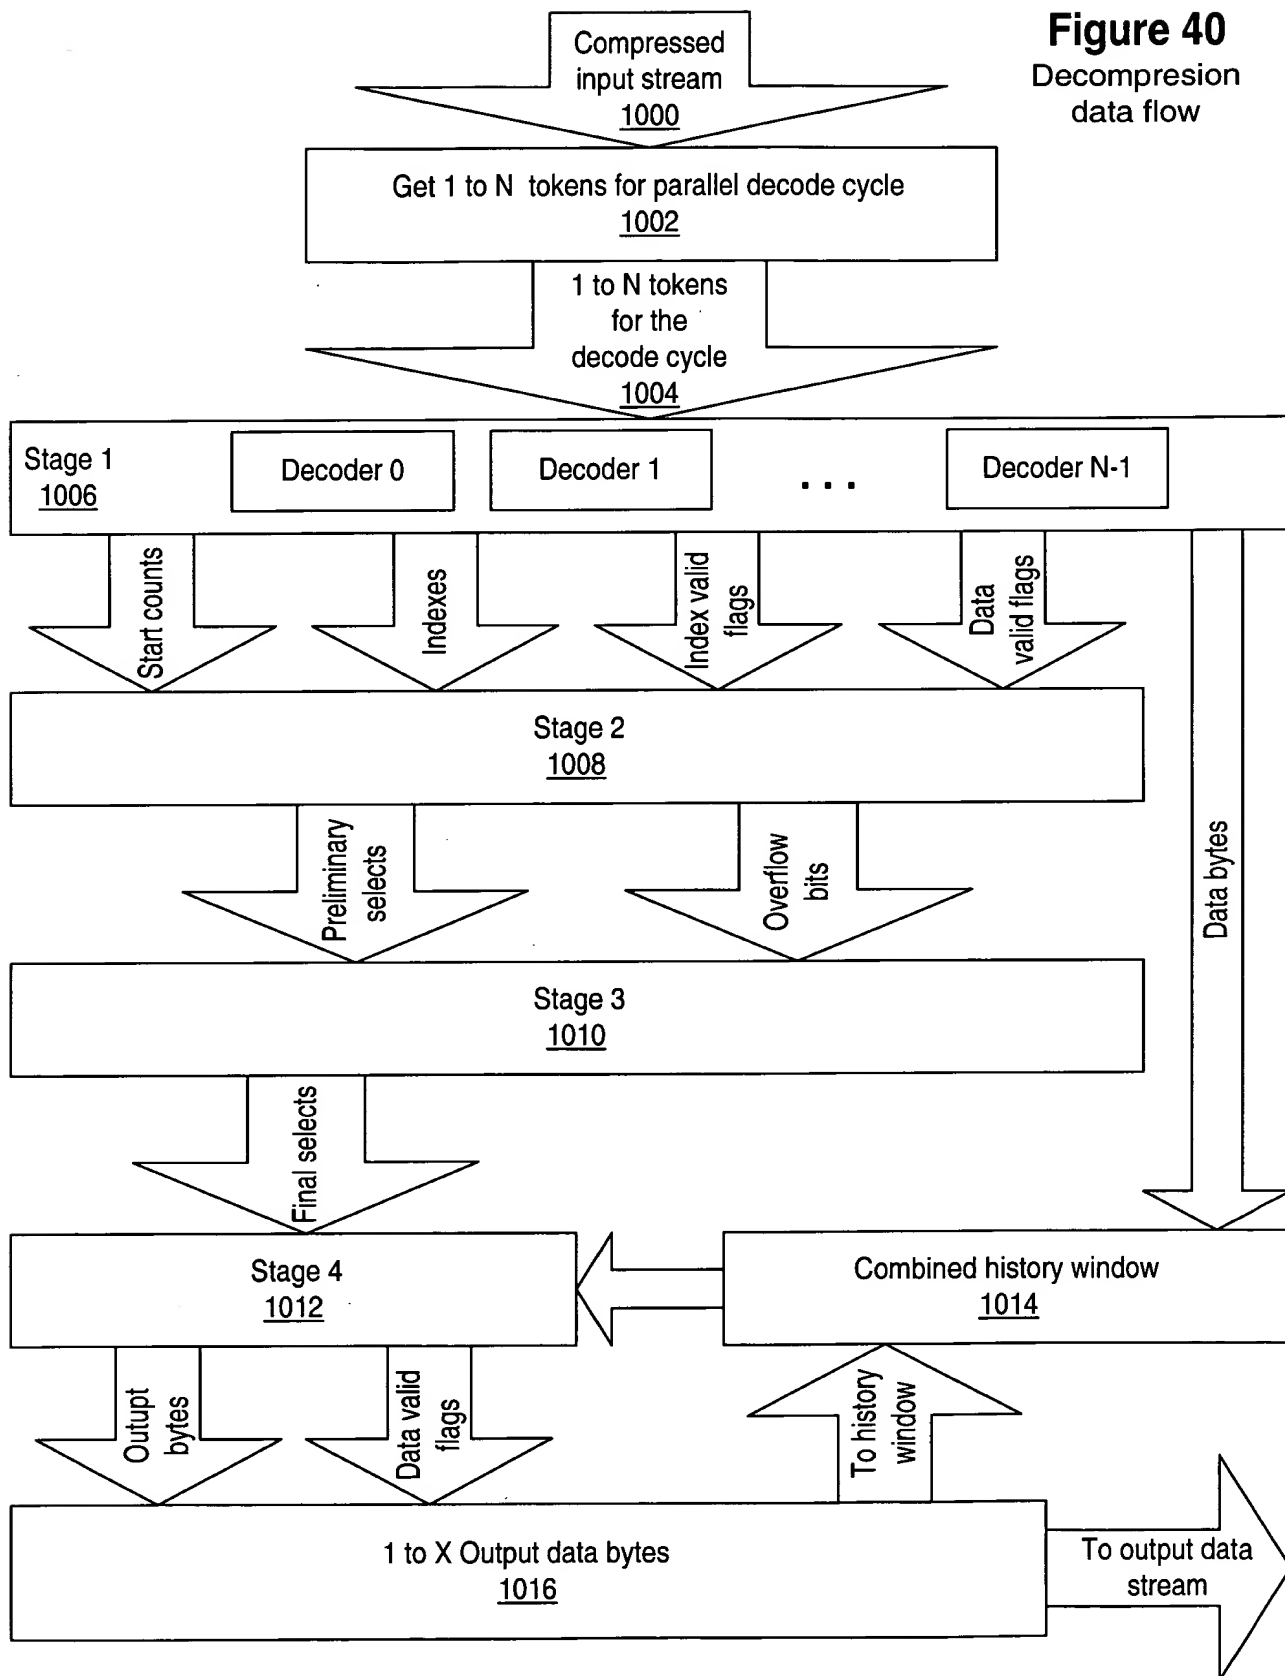 Figure 40
Decompresion
data flow
Compressed
input stream
1000
Get 1 to N tokens for parallel decode cycle
1002
1 to N tokens
for the
decode cycle
1004
Stage 1
1006
Decoder 0
Decoder 1
. . .
Decoder N-1
Start counts
Indexes
Index valid
flags
Data
valid flags
Data bytes
Stage 2
1008
Preliminary
selects
Overflow
bits
Stage 3
1010
Final selects
Stage 4
1012
Combined history window
1014
Outupt
bytes
Data valid
flags
To history
window
1 to X Output data bytes
1016
To output data
stream